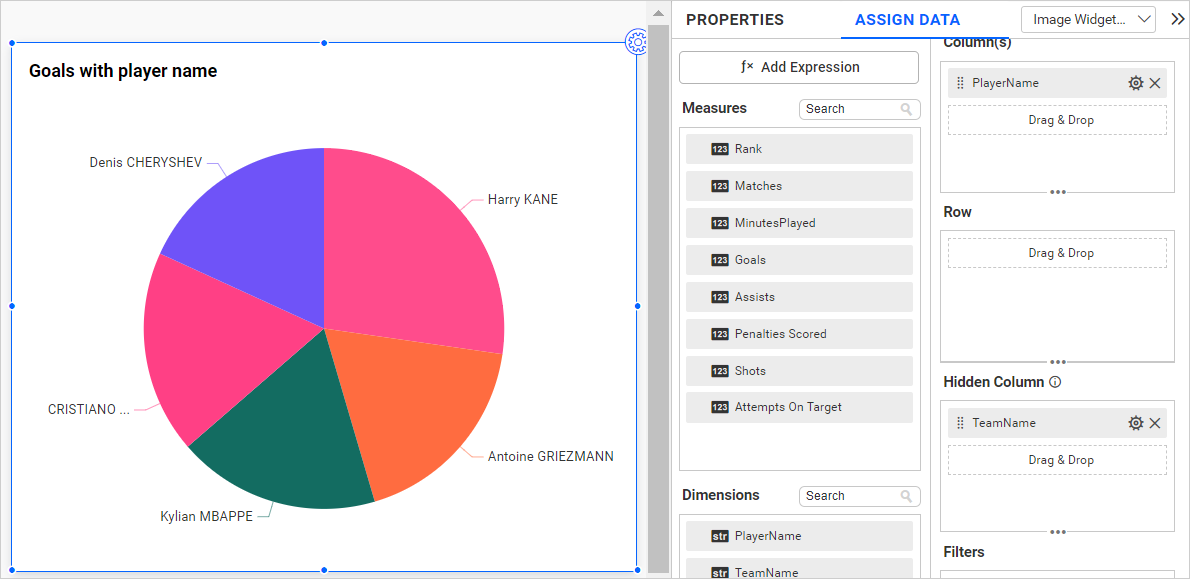 PROPERTIES
ASSIGN DATA
Image Widget...
Goals with player name
Denis CHERYSHEV
Harry KANE
CRISTIANO ...
Antoine GRIEZMANN
Kylian MBAPPE
ƒx Add Expression
Measures
Search
123 Rank
123 Matches
123 MinutesPlayed
123 Goals
123 Assists
123 Penalties Scored
123 Shots
123 Attempts On Target
Dimensions
Search
str PlayerName
str TeamName
Column(s)
PlayerName
Drag & Drop
Row
Drag & Drop
Hidden Column
TeamName
Drag & Drop
Filters